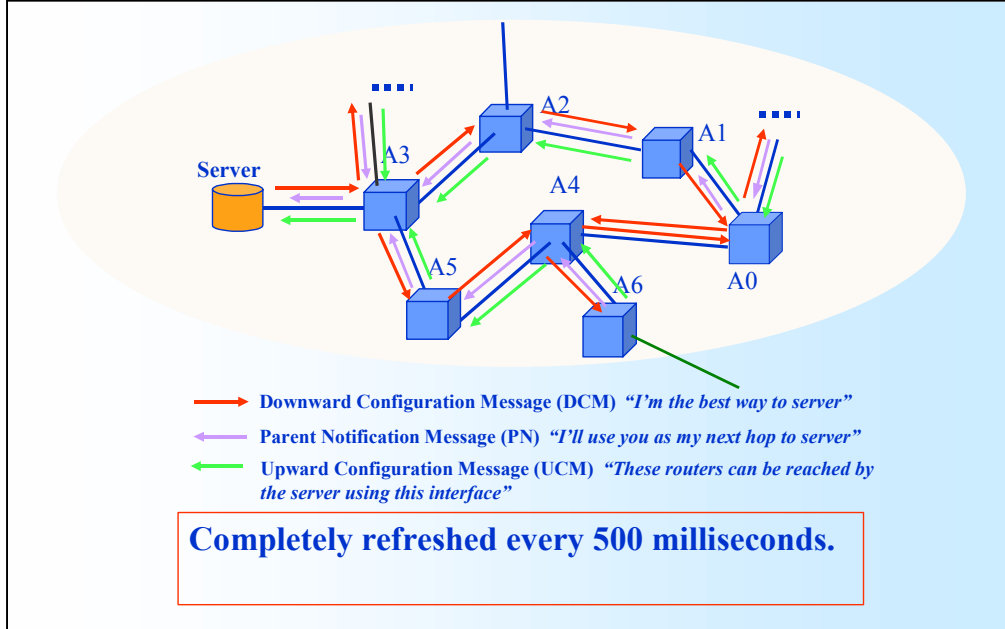 A2
A1
A3
Server
A4
A5
A6
A0
Downward Configuration Message (DCM) “I’m the best way to server”
Parent Notification Message (PN) “I’ll use you as my next hop to server”
Upward Configuration Message (UCM) “These routers can be reached by
the server using this interface”
Completely refreshed every 500 milliseconds.